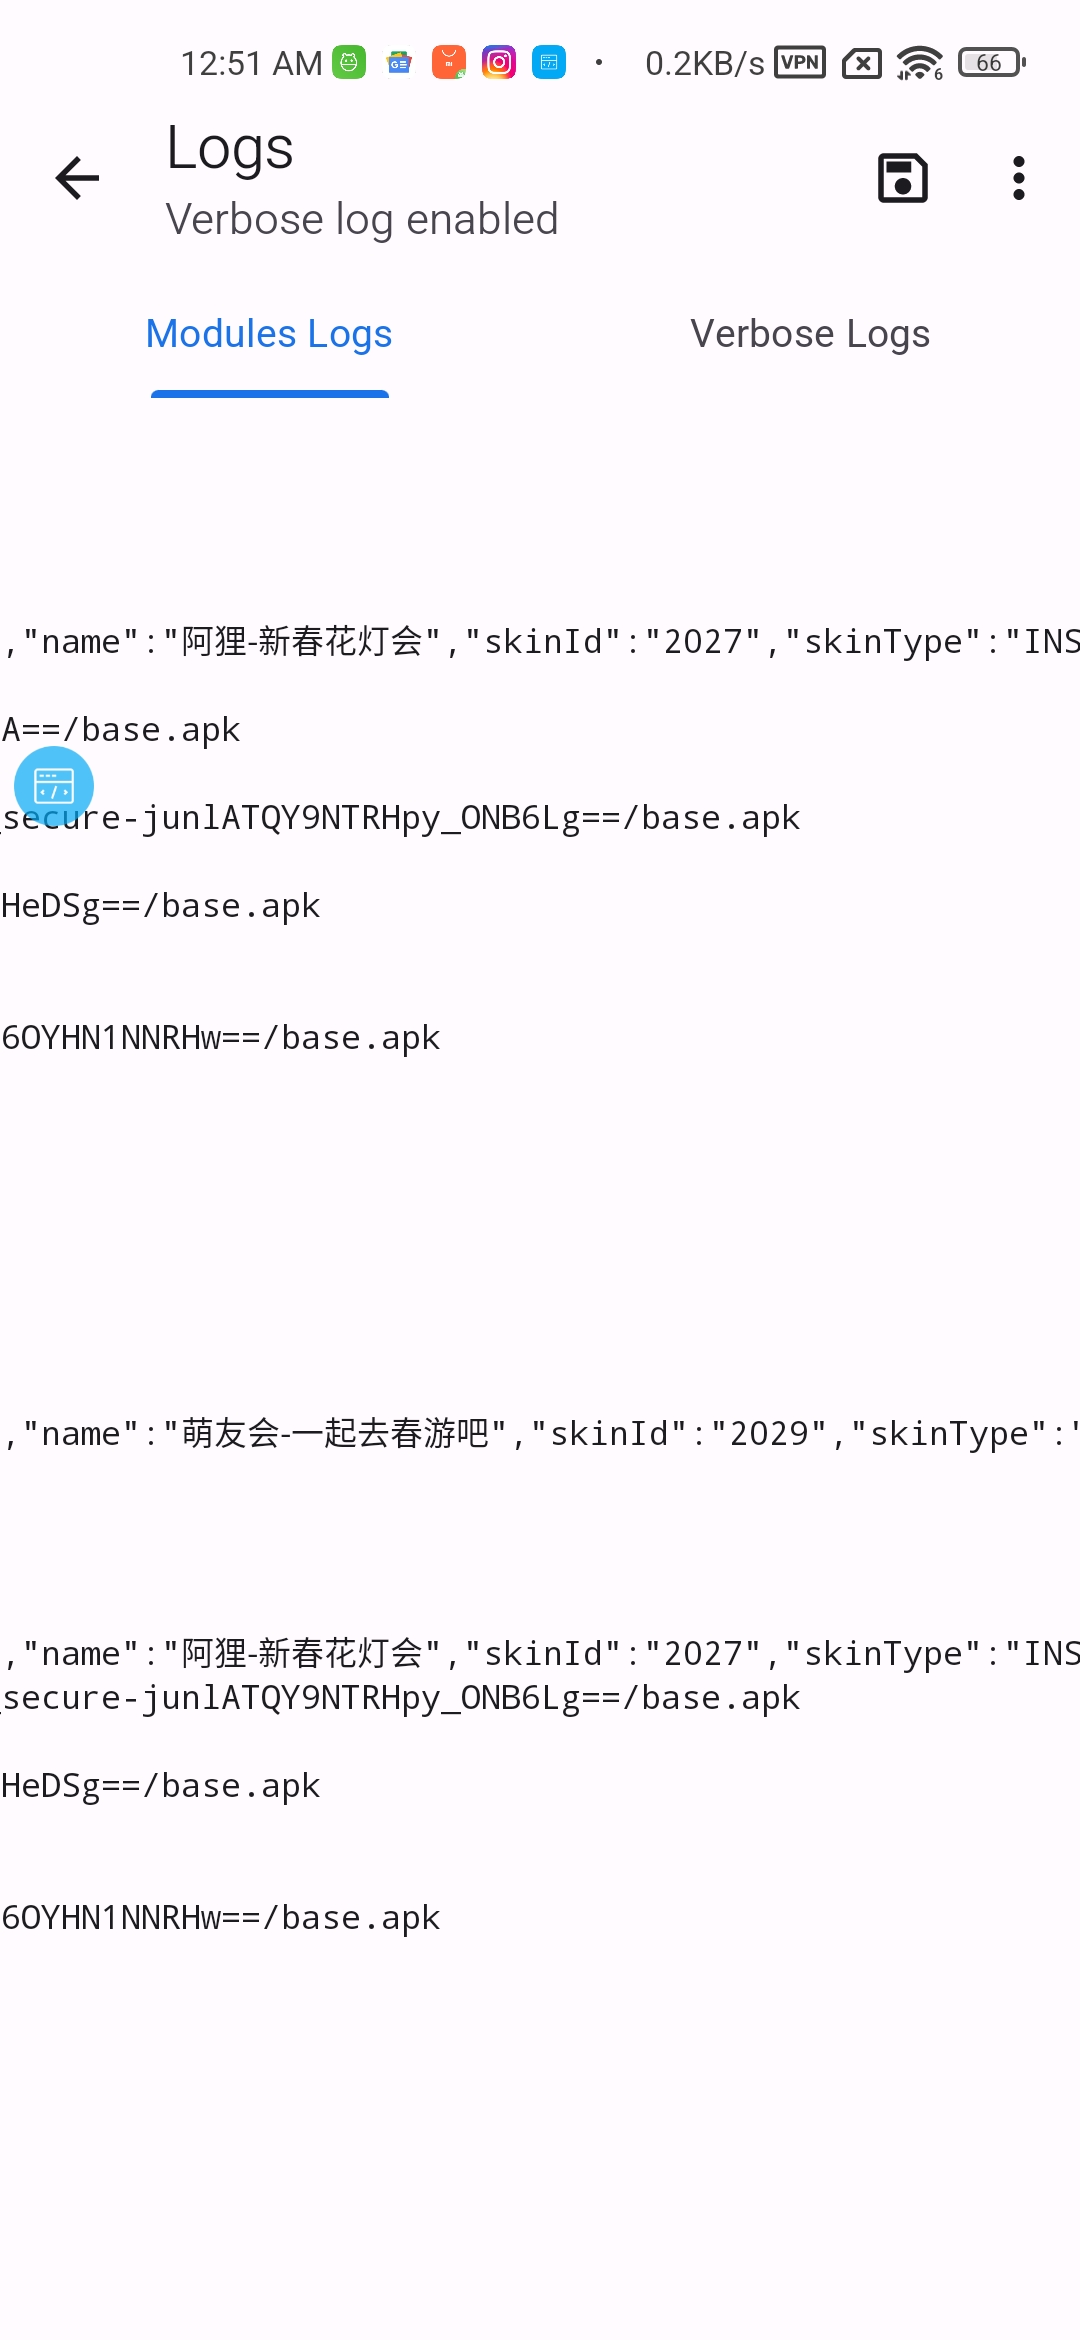 12:51 AM
0.2KB/s VPN 6 66
Logs
Verbose log enabled
Modules Logs
Verbose Logs
,"name":"阿狸-新春花灯会","skinId":"2027","skinType":"INS
A==/base.apk
_secure-junlATQY9NTRHpy_ONB6Lg==/base.apk
HeDSg==/base.apk
6OYHN1NNRHw==/base.apk
,"name":"萌友会-一起去春游吧","skinId":"2029","skinType":"
,"name":"阿狸-新春花灯会","skinId":"2027","skinType":"INS
_secure-junlATQY9NTRHpy_ONB6Lg==/base.apk
HeDSg==/base.apk
6OYHN1NNRHw==/base.apk